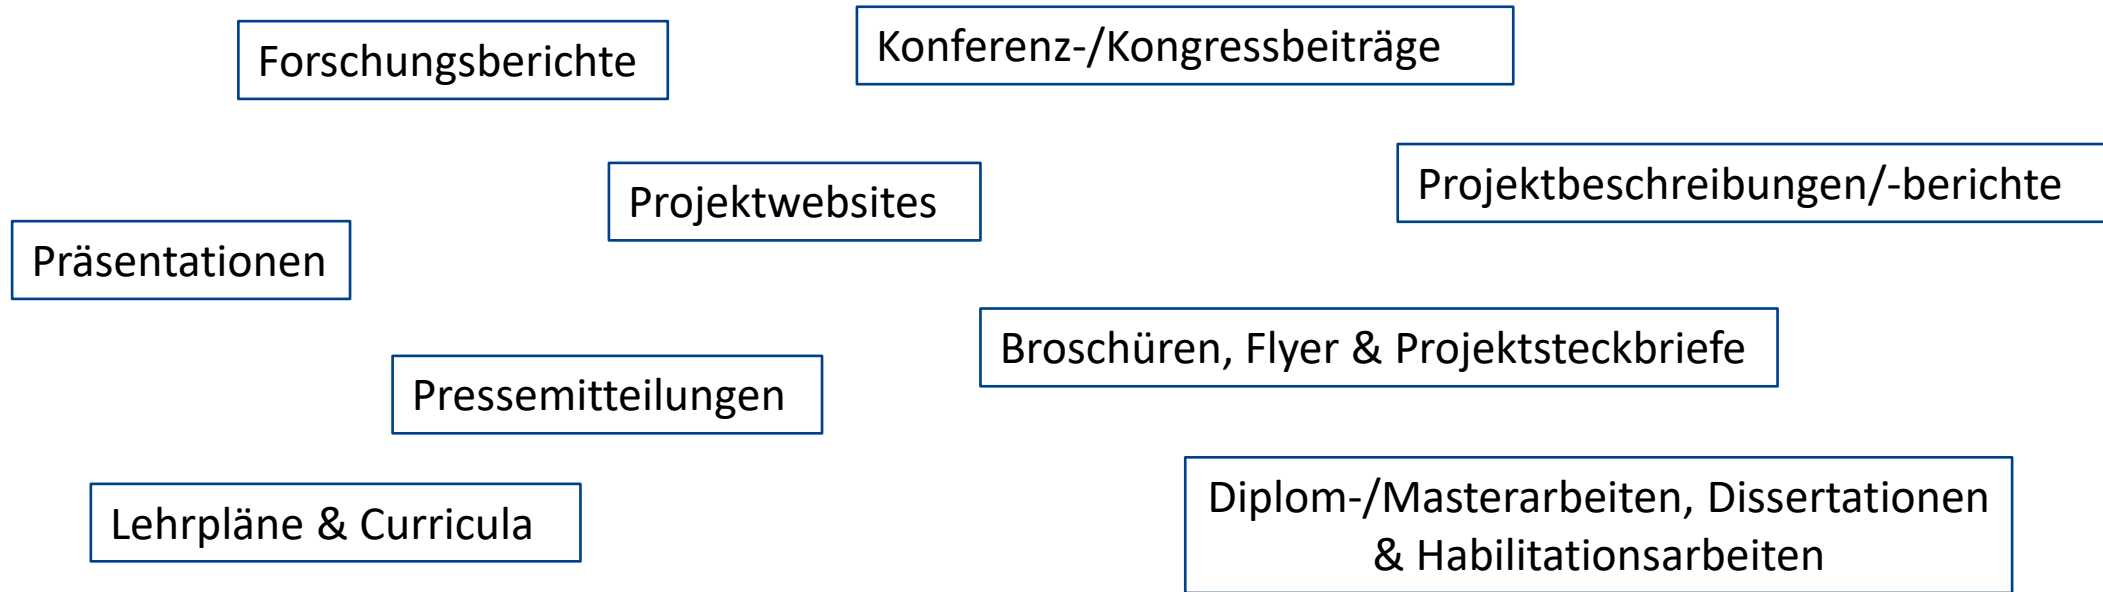 Forschungsberichte
Konferenz-/Kongressbeiträge
Projektwebsites
Projektbeschreibungen/-berichte
Präsentationen
Broschüren, Flyer & Projektsteckbriefe
Pressemitteilungen
Lehrpläne & Curricula
Diplom-/Masterarbeiten, Dissertationen
& Habilitationsarbeiten